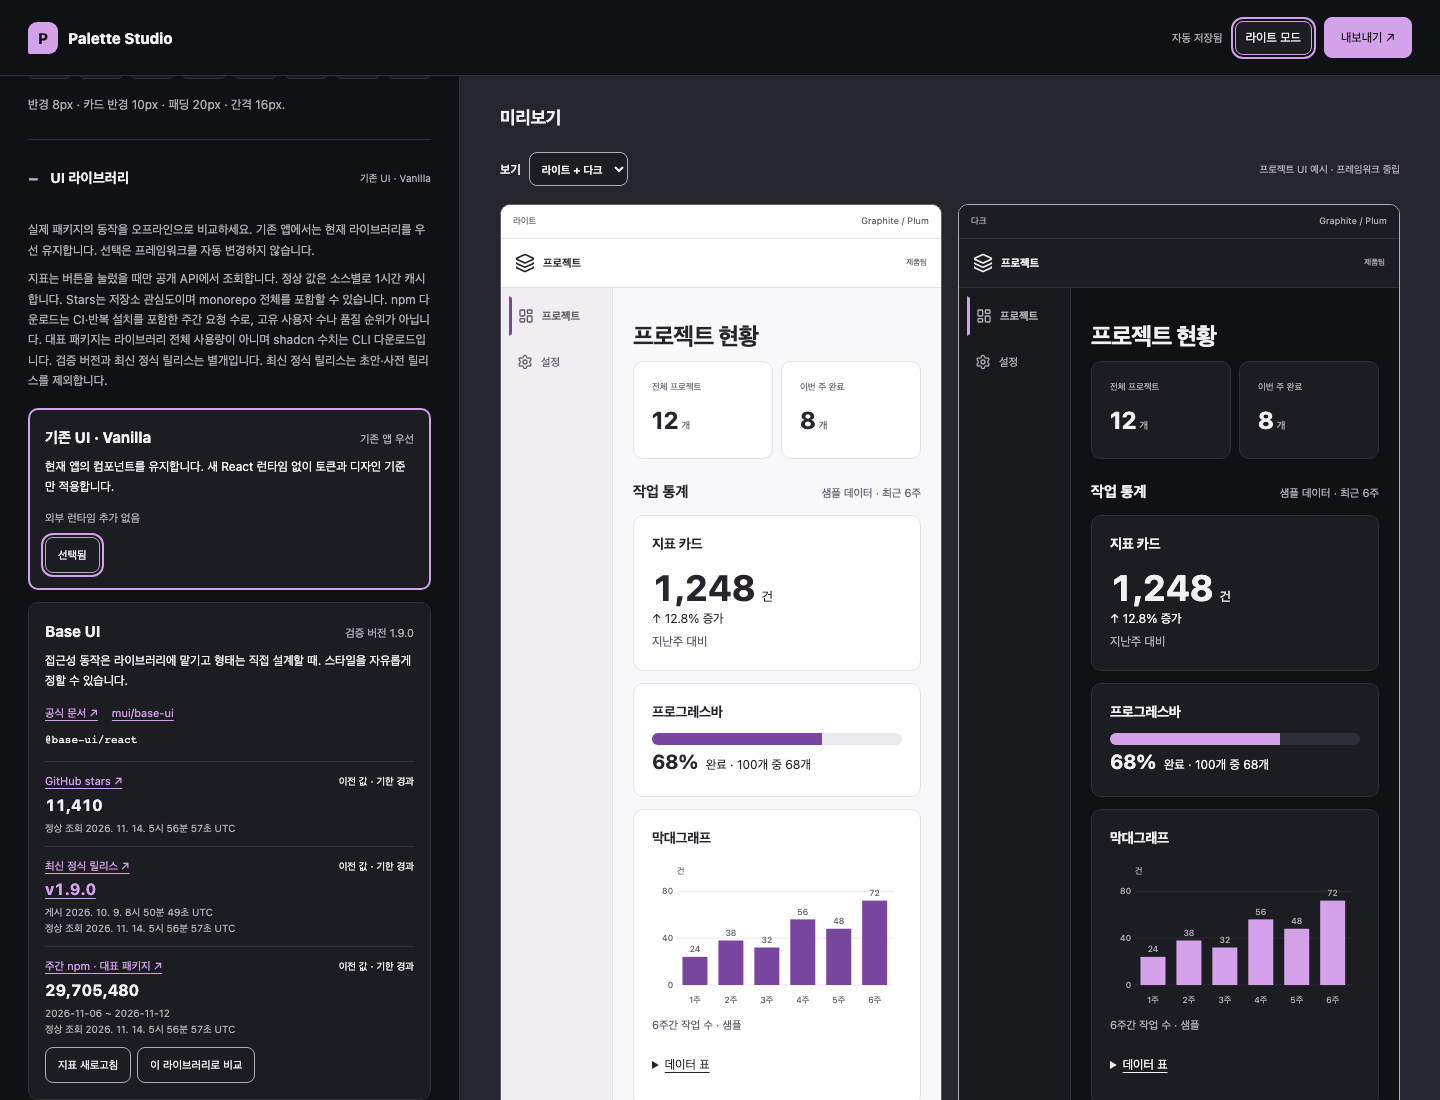 P Palette Studio
자동 저장됨
라이트 모드
내보내기 ↗
반경 8px · 카드 반경 10px · 패딩 20px · 간격 16px.
– UI 라이브러리
기존 UI · Vanilla
실제 패키지의 동작을 오프라인으로 비교하세요. 기존 앱에서는 현재 라이브러리를 우
선 유지합니다. 선택은 프레임워크를 자동 변경하지 않습니다.
지표는 버튼을 눌렀을 때만 공개 API에서 조회합니다. 정상 값은 소스별로 1시간 캐시
합니다. Stars는 저장소 관심도이며 monorepo 전체를 포함할 수 있습니다. npm 다
운로드는 CI·반복 설치를 포함한 주간 요청 수로, 고유 사용자 수나 품질 순위가 아닙니
다. 대표 패키지는 라이브러리 전체 사용량이 아니며 shadcn 수치는 CLI 다운로드입
니다. 검증 버전과 최신 정식 릴리스는 별개입니다. 최신 정식 릴리스는 초안·사전 릴리
스를 제외합니다.
기존 UI · Vanilla
기존 앱 우선
현재 앱의 컴포넌트를 유지합니다. 새 React 런타임 없이 토큰과 디자인 기준
만 적용합니다.
외부 런타임 추가 없음
선택됨
Base UI
검증 버전 1.9.0
접근성 동작은 라이브러리에 맡기고 형태는 직접 설계할 때. 스타일을 자유롭게
정할 수 있습니다.
공식 문서 ↗ mui/base-ui
@base-ui/react
GitHub stars ↗
이전 값 · 기한 경과
11,410
정상 조회 2026. 11. 14. 5시 56분 57초 UTC
최신 정식 릴리스 ↗
이전 값 · 기한 경과
v1.9.0
게시 2026. 10. 9. 8시 50분 49초 UTC
정상 조회 2026. 11. 14. 5시 56분 57초 UTC
주간 npm · 대표 패키지 ↗
이전 값 · 기한 경과
29,705,480
2026-11-06 ~ 2026-11-12
정상 조회 2026. 11. 14. 5시 56분 57초 UTC
지표 새로고침
이 라이브러리로 비교
미리보기
보기
라이트 + 다크
프로젝트 UI 예시 · 프레임워크 중립
라이트
Graphite / Plum
프로젝트
제품팀
프로젝트
설정
프로젝트 현황
전체 프로젝트
12 개
이번 주 완료
8 개
작업 통계
샘플 데이터 · 최근 6주
지표 카드
1,248 건
↑ 12.8% 증가
지난주 대비
프로그레스바
68% 완료 · 100개 중 68개
막대그래프
건
80
40
0
24
38
32
56
48
72
1주
2주
3주
4주
5주
6주
6주간 작업 수 · 샘플
▶ 데이터 표
다크
Graphite / Plum
프로젝트
제품팀
프로젝트
설정
프로젝트 현황
전체 프로젝트
12 개
이번 주 완료
8 개
작업 통계
샘플 데이터 · 최근 6주
지표 카드
1,248 건
↑ 12.8% 증가
지난주 대비
프로그레스바
68% 완료 · 100개 중 68개
막대그래프
건
80
40
0
24
38
32
56
48
72
1주
2주
3주
4주
5주
6주
6주간 작업 수 · 샘플
▶ 데이터 표